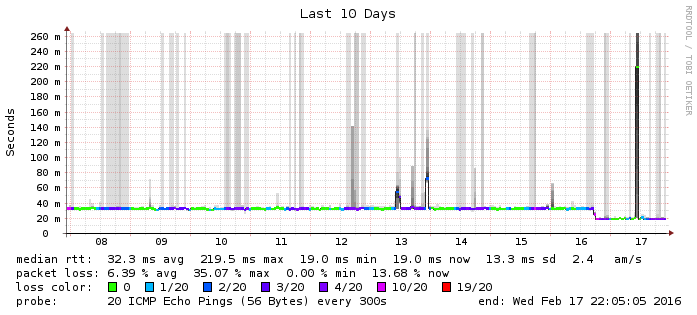 Last 10 Days
RRDTOOL / TOBI OETIKER
Seconds
260 m
240 m
220 m
200 m
180 m
160 m
140 m
120 m
100 m
80 m
60 m
40 m
20 m
0
08 09 10 11 12 13 14 15 16 17
median rtt: 32.3 ms avg 219.5 ms max 19.0 ms min 19.0 ms now 13.3 ms sd 2.4 am/s
packet loss: 6.39 % avg 35.07 % max 0.00 % min 13.68 % now
loss color: 0 1/20 2/20 3/20 4/20 10/20 19/20
probe: 20 ICMP Echo Pings (56 Bytes) every 300s end: Wed Feb 17 22:05:05 2016